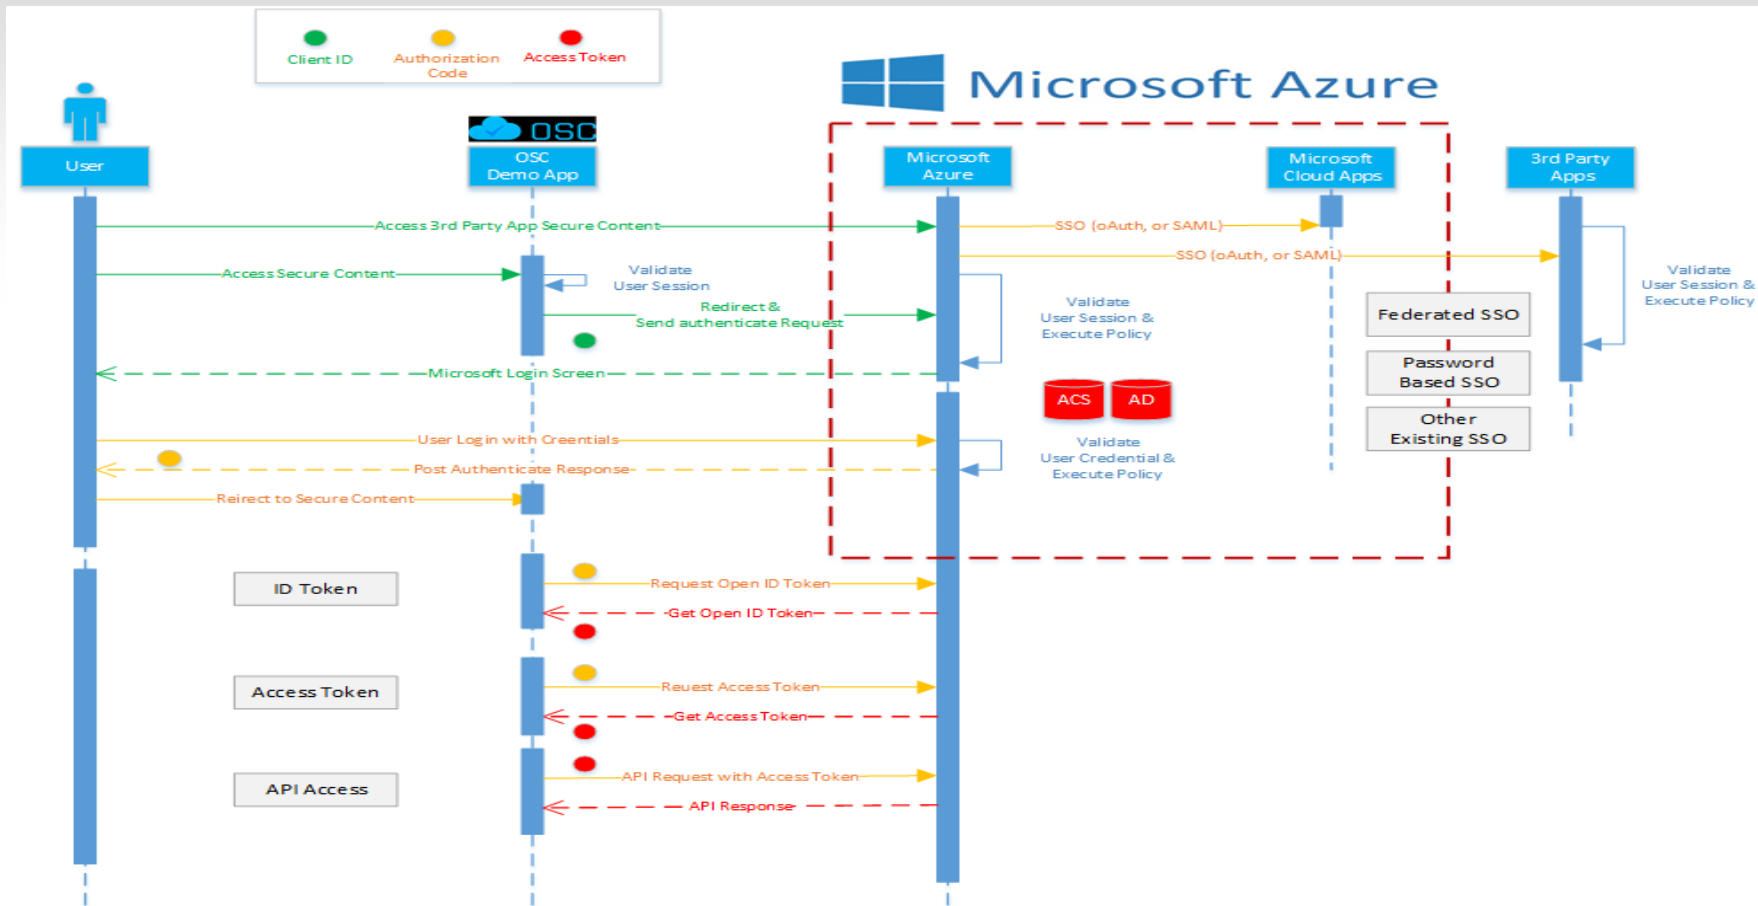 Client ID
Authorization
Code
Access Token
Microsoft Azure
User
OSC
OSC
Demo App
Microsoft
Azure
Microsoft
Cloud Apps
3rd Party
Apps
Access 3rd Party App Secure Content
SSO (oAuth, or SAML)
SSO (oAuth, or SAML)
Access Secure Content
Validate
User Session
Validate
User Session &
Execute Policy
Redirect &
Send authenticate Request
Validate
User Session &
Execute Policy
Federated SSO
Microsoft Login Screen
Password
Based SSO
ACS
AD
Other
Existing SSO
User Login with Creentials
Validate
User Credential &
Execute Policy
Post Authenticate Response
Reirect to Secure Content
ID Token
Request Open ID Token
Get Open ID Token
Access Token
Reuest Access Token
Get Access Token
API Access
API Request with Access Token
API Response